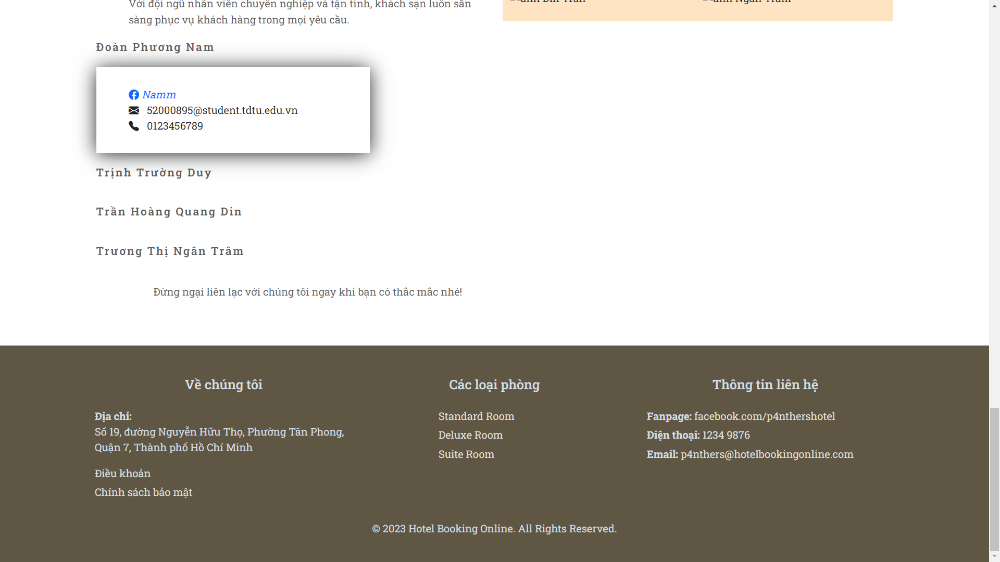 Với đội ngũ nhân viên chuyên nghiệp và tận tình, khách sạn luôn sẵn
sàng phục vụ khách hàng trong mọi yêu cầu.
ảnh Din Trần
ảnh Ngân Trâm
Đoàn Phương Nam
Namm
52000895@student.tdtu.edu.vn
0123456789
Trịnh Trường Duy
Trần Hoàng Quang Din
Trương Thị Ngân Trâm
Đừng ngại liên lạc với chúng tôi ngay khi bạn có thắc mắc nhé!
Về chúng tôi
Địa chỉ:
Số 19, đường Nguyễn Hữu Thọ, Phường Tân Phong,
Quận 7, Thành phố Hồ Chí Minh
Điều khoản
Chính sách bảo mật
Các loại phòng
Standard Room
Deluxe Room
Suite Room
Thông tin liên hệ
Fanpage: facebook.com/p4nthershotel
Điện thoại: 1234 9876
Email: p4nthers@hotelbookingonline.com
© 2023 Hotel Booking Online. All Rights Reserved.